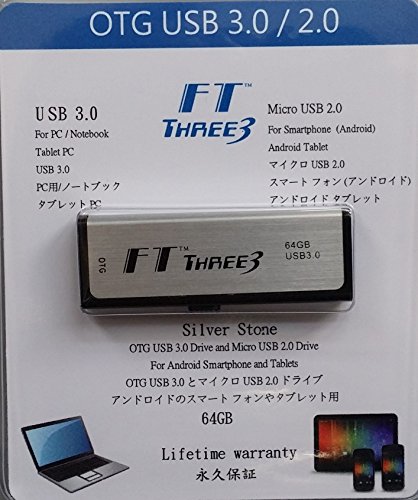 OTG USB 3.0 / 2.0
FT™
THREE3
USB 3.0
For PC / Notebook
Tablet PC
USB 3.0
PC用/ノートブック
タブレット PC
Micro USB 2.0
For Smartphone (Android)
Android Tablet
マイクロ USB 2.0
スマート フォン (アンドロイド)
アンドロイド タブレット
OTG
FT™ THREE3
64GB
USB3.0
Silver Stone
OTG USB 3.0 Drive and Micro USB 2.0 Drive
For Android Smartphone and Tablets
OTG USB 3.0 とマイクロ USB 2.0 ドライブ
アンドロイドのスマート フォンやタブレット用
64GB
Lifetime warranty
永久保証